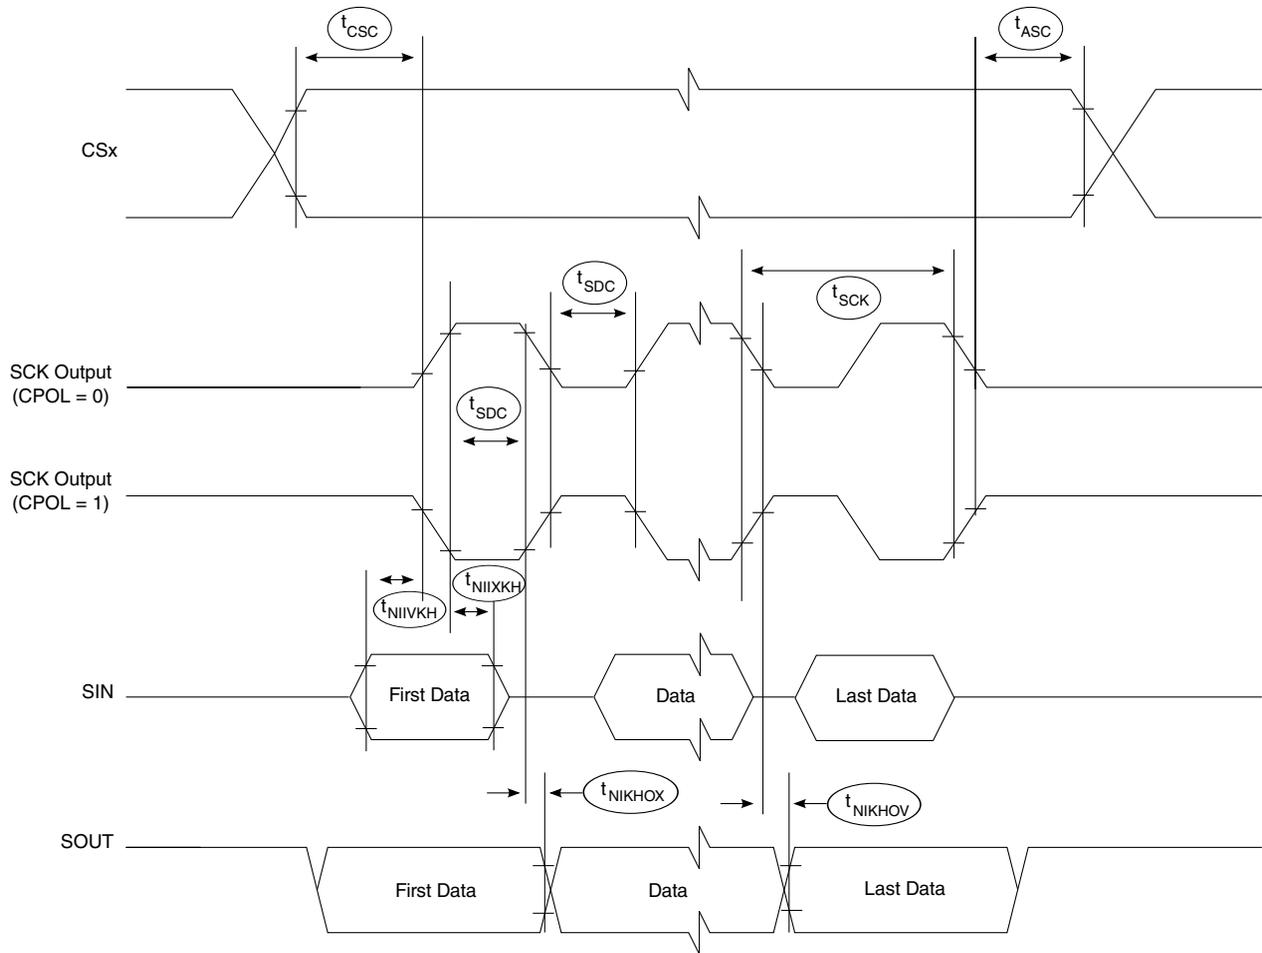 tCSC
tASC
CSx
tSDC
tSCK
SCK Output
(CPOL = 0)
tSDC
SCK Output
(CPOL = 1)
tNIIVKH
tNIIXKH
SIN
First Data
Data
Last Data
tNIKHOX
tNIKHOV
SOUT
First Data
Data
Last Data